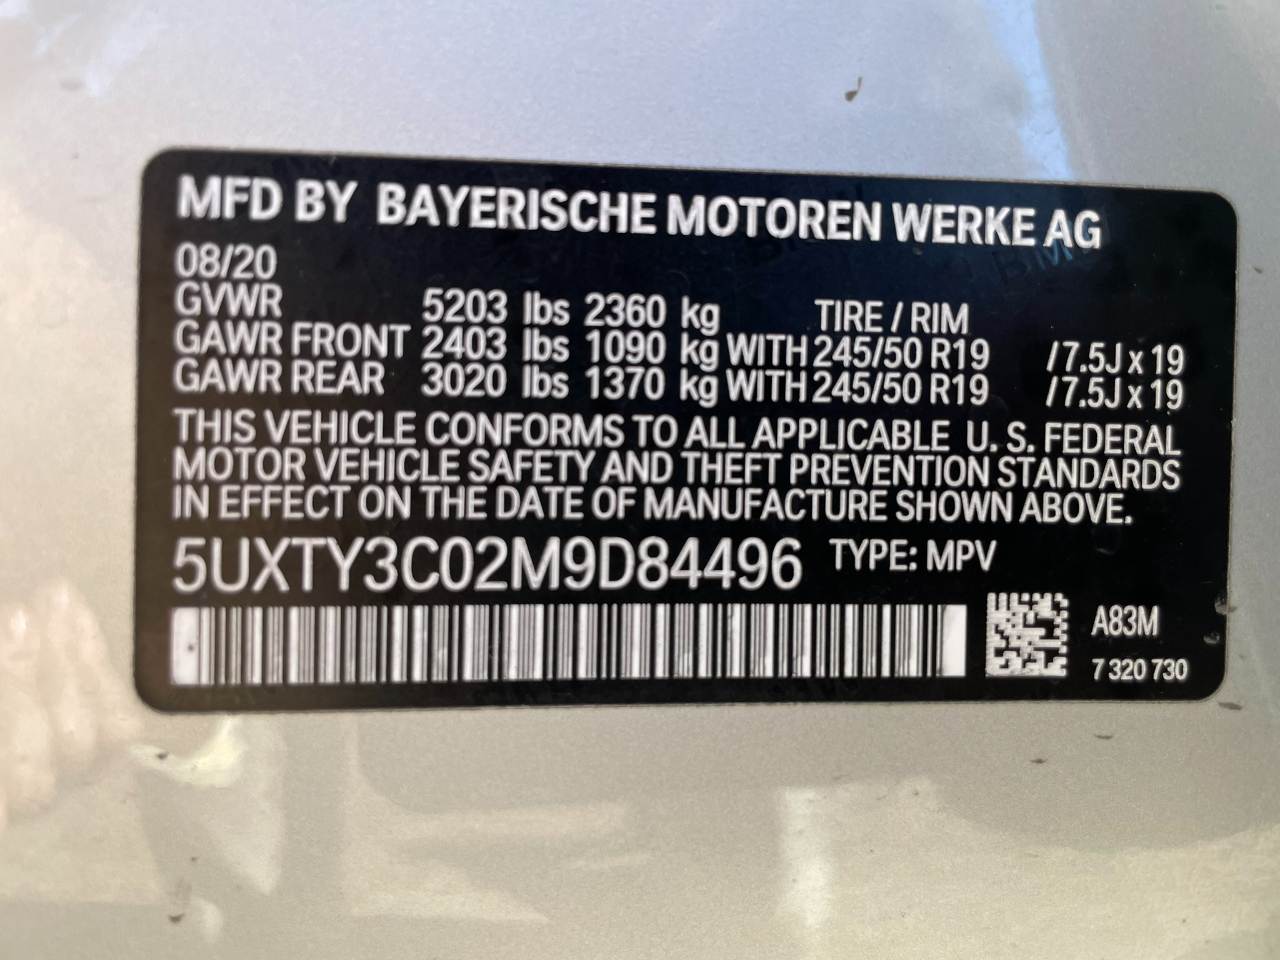 MFD BY BAYERISCHE MOTOREN WERKE AG
08/20
GVWR 5203 lbs 2360 kg TIRE / RIM
GAWR FRONT 2403 lbs 1090 kg WITH 245/50 R19 /7.5J x 19
GAWR REAR 3020 lbs 1370 kg WITH 245/50 R19 /7.5J x 19
THIS VEHICLE CONFORMS TO ALL APPLICABLE U. S. FEDERAL
MOTOR VEHICLE SAFETY AND THEFT PREVENTION STANDARDS
IN EFFECT ON THE DATE OF MANUFACTURE SHOWN ABOVE.
5UXTY3C02M9D84496 TYPE: MPV
A83M
7 320 730